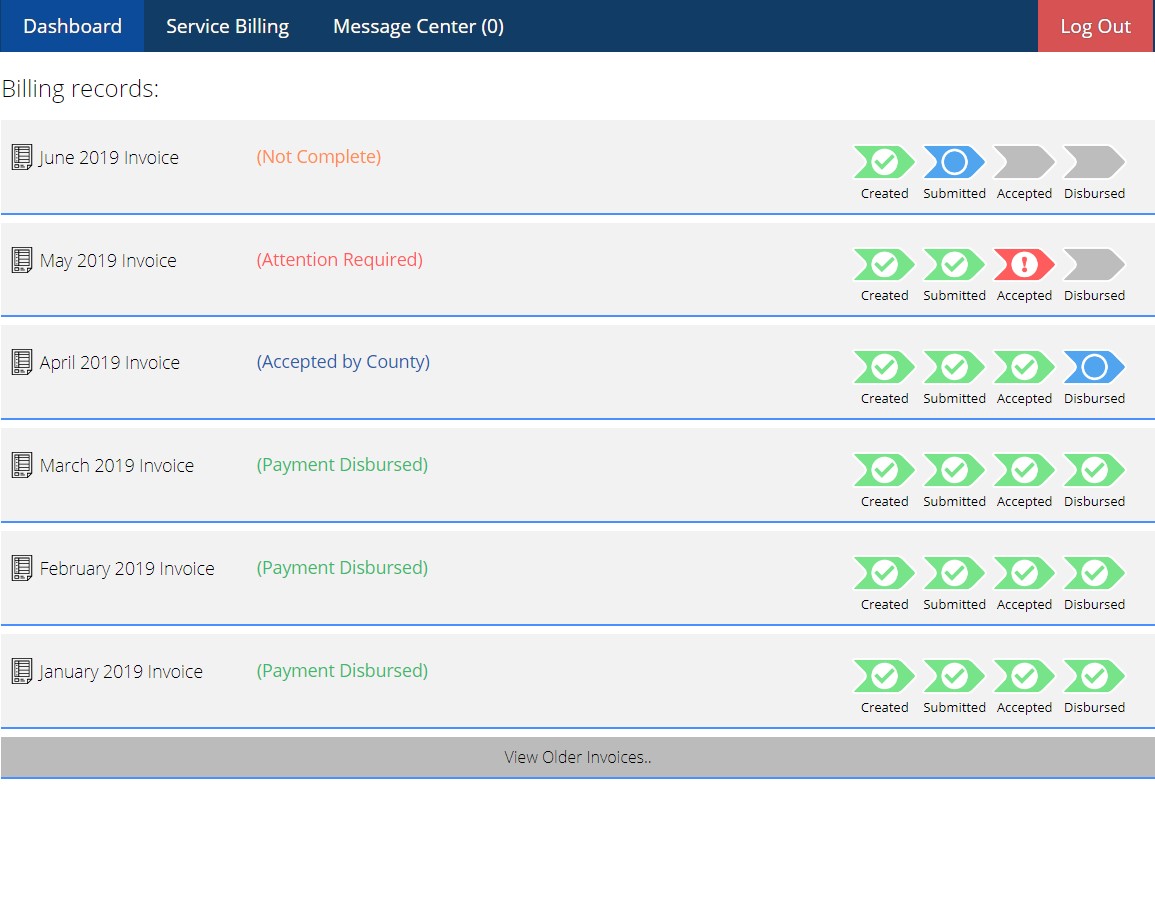 Dashboard Service Billing Message Center (0) Log Out
Billing records:
June 2019 Invoice (Not Complete)
Created Submitted Accepted Disbursed
May 2019 Invoice (Attention Required)
Created Submitted Accepted Disbursed
April 2019 Invoice (Accepted by County)
Created Submitted Accepted Disbursed
March 2019 Invoice (Payment Disbursed)
Created Submitted Accepted Disbursed
February 2019 Invoice (Payment Disbursed)
Created Submitted Accepted Disbursed
January 2019 Invoice (Payment Disbursed)
Created Submitted Accepted Disbursed
View Older Invoices..